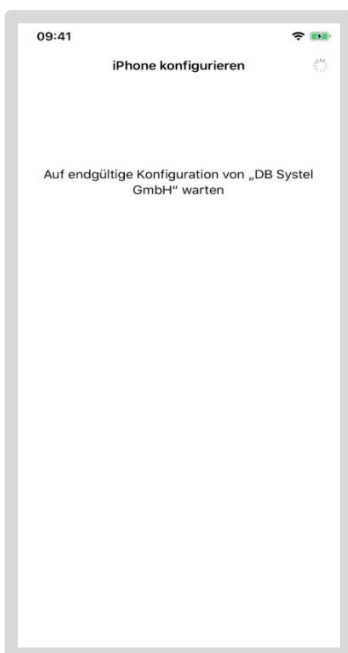 09:41
iPhone konfigurieren
Auf endgültige Konfiguration von „DB Systel
GmbH“ warten